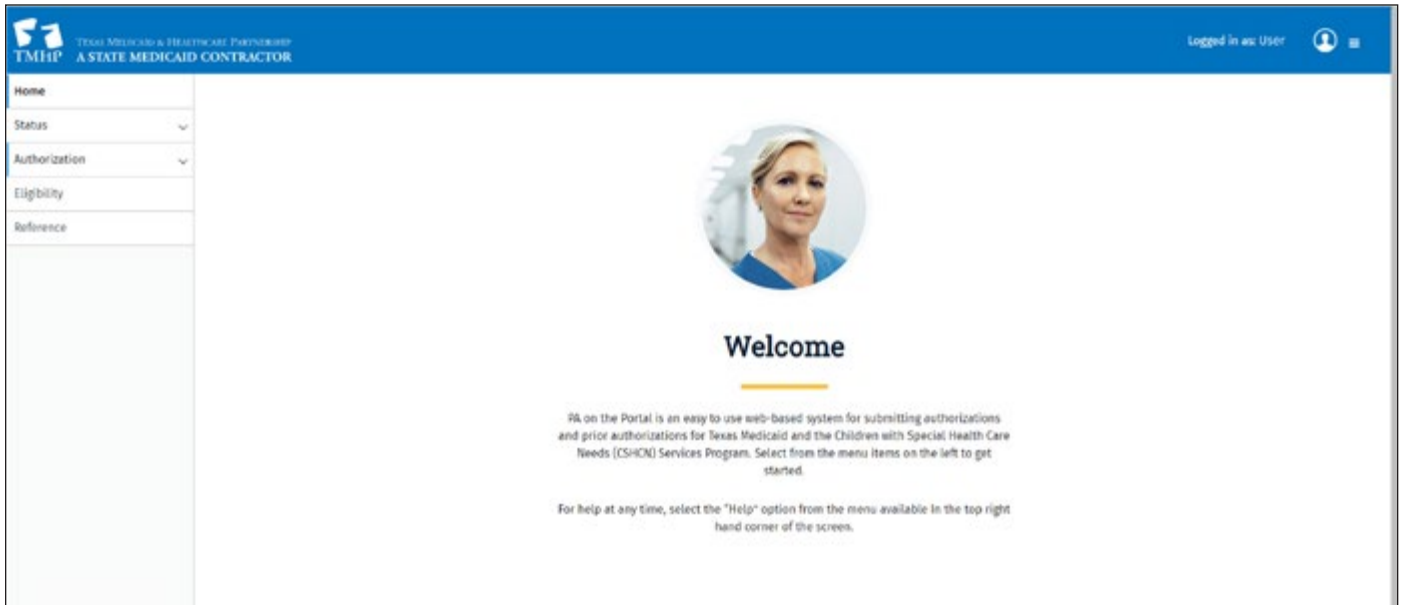 TMHP
TEXAS MEDICAID & HEALTHCARE PARTNERSHIP
A STATE MEDICAID CONTRACTOR
Logged in as: User
Home
Status
Authorization
Eligibility
Reference
Welcome
PA on the Portal is an easy to use web-based system for submitting authorizations
and prior authorizations for Texas Medicaid and the Children with Special Health Care
Needs (CSHCN) Services Program. Select from the menu items on the left to get
started.
For help at any time, select the "Help" option from the menu available in the top right
hand corner of the screen.